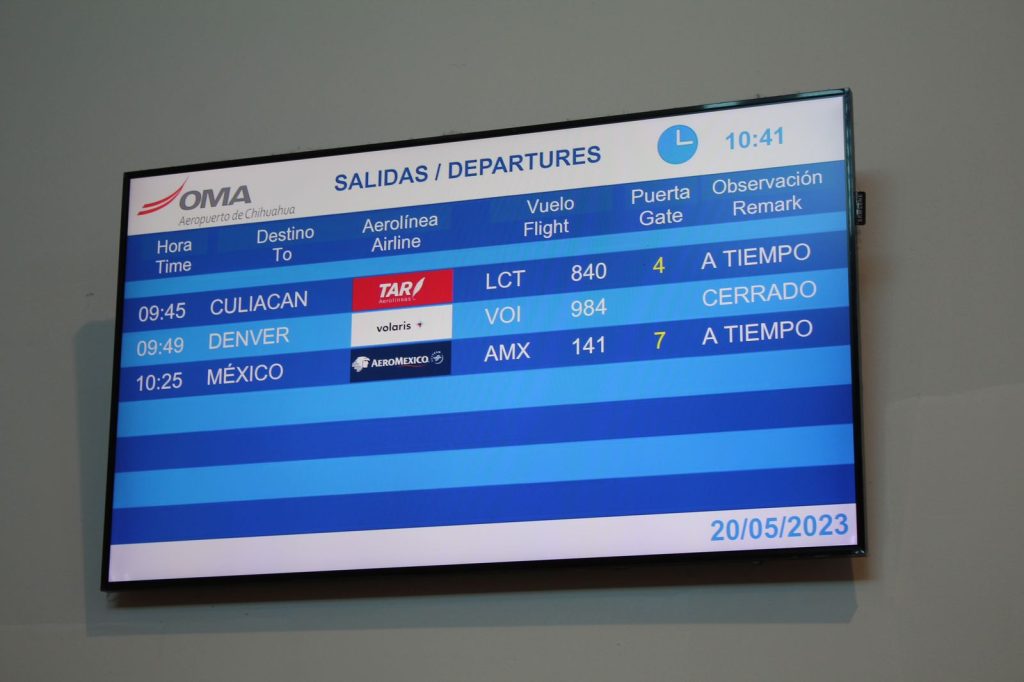 OMA
Aeropuerto de Chihuahua
SALIDAS / DEPARTURES
10:41
Hora Destino Aerolínea Vuelo Puerta Observación
Time To Airline Flight Gate Remark
09:45 CULIACAN TAR Aerolíneas LCT 840 4 A TIEMPO
09:49 DENVER volaris VOI 984 CERRADO
10:25 MÉXICO AEROMEXICO AMX 141 7 A TIEMPO
20/05/2023